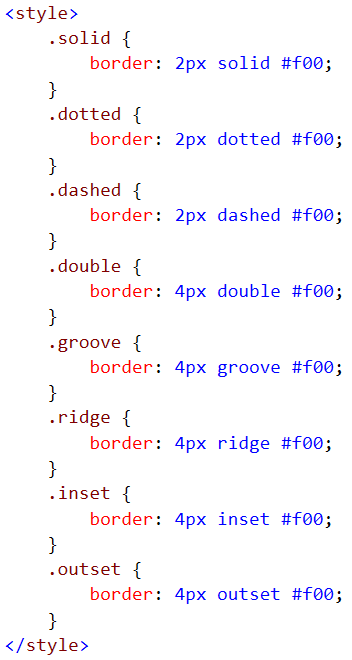 <style>
    .solid {
        border: 2px solid #f00;
    }
    .dotted {
        border: 2px dotted #f00;
    }
    .dashed {
        border: 2px dashed #f00;
    }
    .double {
        border: 4px double #f00;
    }
    .groove {
        border: 4px groove #f00;
    }
    .ridge {
        border: 4px ridge #f00;
    }
    .inset {
        border: 4px inset #f00;
    }
    .outset {
        border: 4px outset #f00;
    }
</style>